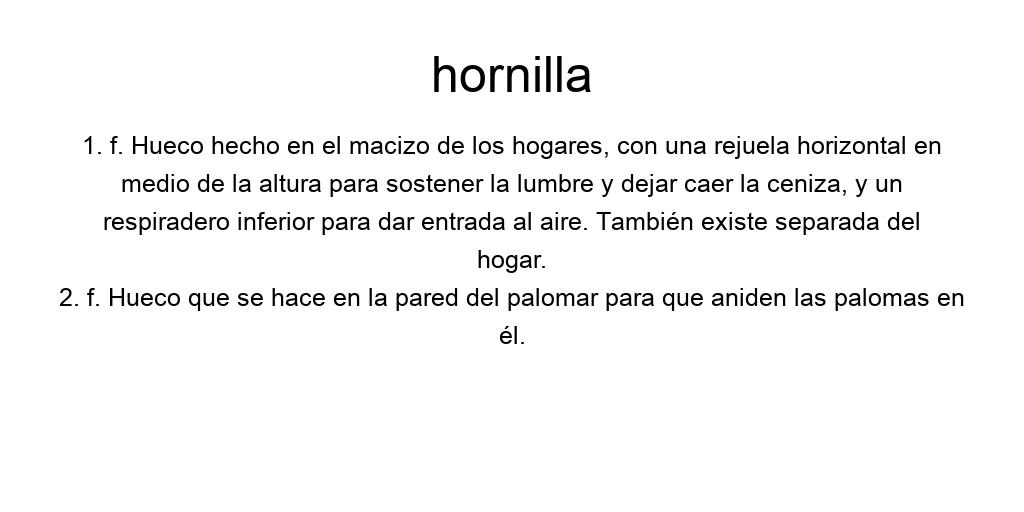 hornilla
1. f. Hueco hecho en el macizo de los hogares, con una rejuela horizontal en
medio de la altura para sostener la lumbre y dejar caer la ceniza, y un
respiradero inferior para dar entrada al aire. También existe separada del
hogar.
2. f. Hueco que se hace en la pared del palomar para que aniden las palomas en
él.